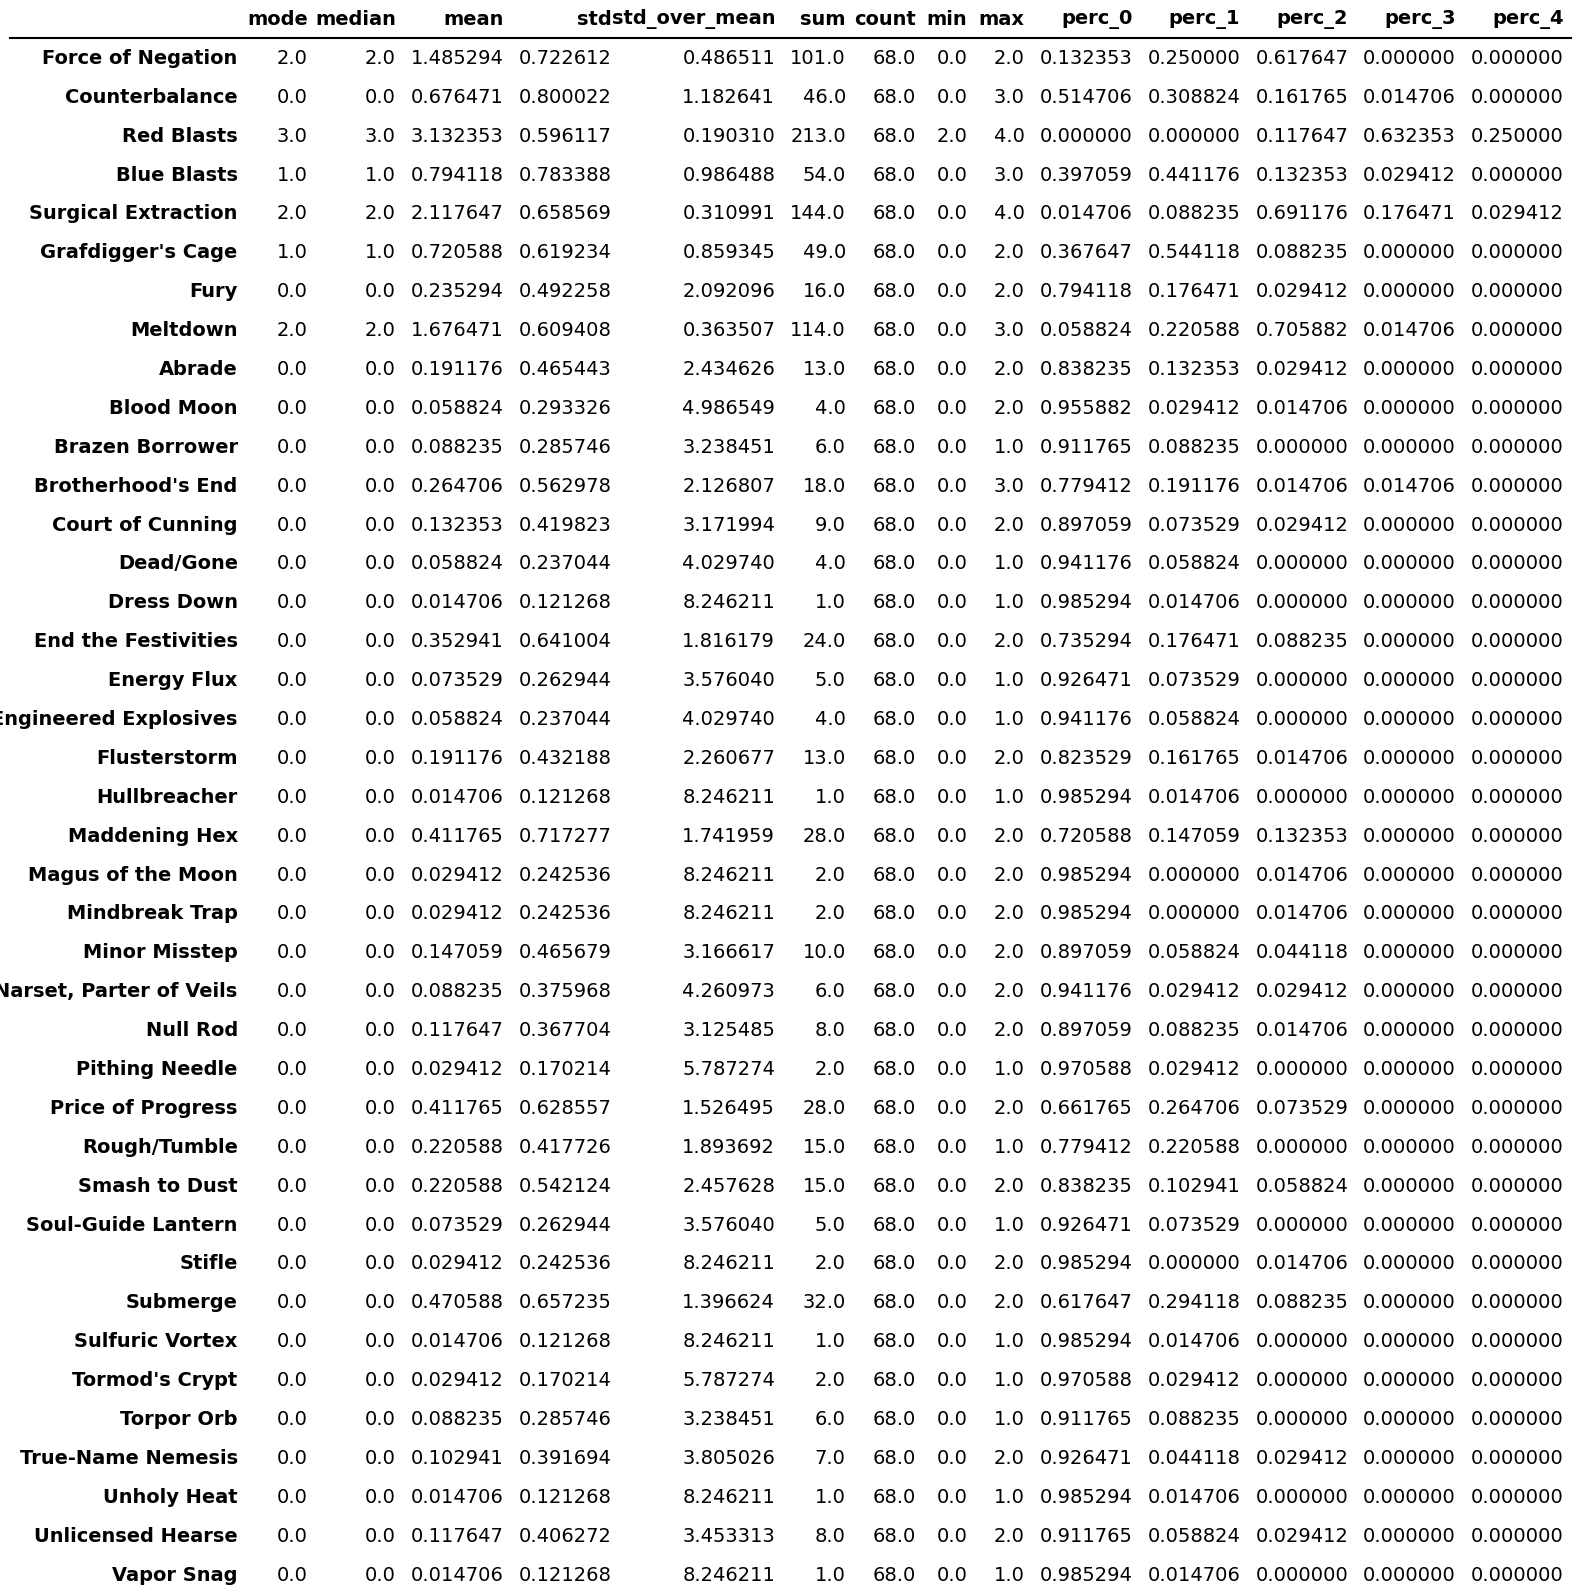 mode median mean std std_over_mean sum count min max perc_0 perc_1 perc_2 perc_3 perc_4
Force of Negation 2.0 2.0 1.485294 0.722612 0.486511 101.0 68.0 0.0 2.0 0.132353 0.250000 0.617647 0.000000 0.000000
Counterbalance 0.0 0.0 0.676471 0.800022 1.182641 46.0 68.0 0.0 3.0 0.514706 0.308824 0.161765 0.014706 0.000000
Red Blasts 3.0 3.0 3.132353 0.596117 0.190310 213.0 68.0 2.0 4.0 0.000000 0.000000 0.117647 0.632353 0.250000
Blue Blasts 1.0 1.0 0.794118 0.783388 0.986488 54.0 68.0 0.0 3.0 0.397059 0.441176 0.132353 0.029412 0.000000
Surgical Extraction 2.0 2.0 2.117647 0.658569 0.310991 144.0 68.0 0.0 4.0 0.014706 0.088235 0.691176 0.176471 0.029412
Grafdigger's Cage 1.0 1.0 0.720588 0.619234 0.859345 49.0 68.0 0.0 2.0 0.367647 0.544118 0.088235 0.000000 0.000000
Fury 0.0 0.0 0.235294 0.492258 2.092096 16.0 68.0 0.0 2.0 0.794118 0.176471 0.029412 0.000000 0.000000
Meltdown 2.0 2.0 1.676471 0.609408 0.363507 114.0 68.0 0.0 3.0 0.058824 0.220588 0.705882 0.014706 0.000000
Abrade 0.0 0.0 0.191176 0.465443 2.434626 13.0 68.0 0.0 2.0 0.838235 0.132353 0.029412 0.000000 0.000000
Blood Moon 0.0 0.0 0.058824 0.293326 4.986549 4.0 68.0 0.0 2.0 0.955882 0.029412 0.014706 0.000000 0.000000
Brazen Borrower 0.0 0.0 0.088235 0.285746 3.238451 6.0 68.0 0.0 1.0 0.911765 0.088235 0.000000 0.000000 0.000000
Brotherhood's End 0.0 0.0 0.264706 0.562978 2.126807 18.0 68.0 0.0 3.0 0.779412 0.191176 0.014706 0.014706 0.000000
Court of Cunning 0.0 0.0 0.132353 0.419823 3.171994 9.0 68.0 0.0 2.0 0.897059 0.073529 0.029412 0.000000 0.000000
Dead/Gone 0.0 0.0 0.058824 0.237044 4.029740 4.0 68.0 0.0 1.0 0.941176 0.058824 0.000000 0.000000 0.000000
Dress Down 0.0 0.0 0.014706 0.121268 8.246211 1.0 68.0 0.0 1.0 0.985294 0.014706 0.000000 0.000000 0.000000
End the Festivities 0.0 0.0 0.352941 0.641004 1.816179 24.0 68.0 0.0 2.0 0.735294 0.176471 0.088235 0.000000 0.000000
Energy Flux 0.0 0.0 0.073529 0.262944 3.576040 5.0 68.0 0.0 1.0 0.926471 0.073529 0.000000 0.000000 0.000000
Engineered Explosives 0.0 0.0 0.058824 0.237044 4.029740 4.0 68.0 0.0 1.0 0.941176 0.058824 0.000000 0.000000 0.000000
Flusterstorm 0.0 0.0 0.191176 0.432188 2.260677 13.0 68.0 0.0 2.0 0.823529 0.161765 0.014706 0.000000 0.000000
Hullbreacher 0.0 0.0 0.014706 0.121268 8.246211 1.0 68.0 0.0 1.0 0.985294 0.014706 0.000000 0.000000 0.000000
Maddening Hex 0.0 0.0 0.411765 0.717277 1.741959 28.0 68.0 0.0 2.0 0.720588 0.147059 0.132353 0.000000 0.000000
Magus of the Moon 0.0 0.0 0.029412 0.242536 8.246211 2.0 68.0 0.0 2.0 0.985294 0.000000 0.014706 0.000000 0.000000
Mindbreak Trap 0.0 0.0 0.029412 0.242536 8.246211 2.0 68.0 0.0 2.0 0.985294 0.000000 0.014706 0.000000 0.000000
Minor Misstep 0.0 0.0 0.147059 0.465679 3.166617 10.0 68.0 0.0 2.0 0.897059 0.058824 0.044118 0.000000 0.000000
Narset, Parter of Veils 0.0 0.0 0.088235 0.375968 4.260973 6.0 68.0 0.0 2.0 0.941176 0.029412 0.029412 0.000000 0.000000
Null Rod 0.0 0.0 0.117647 0.367704 3.125485 8.0 68.0 0.0 2.0 0.897059 0.088235 0.014706 0.000000 0.000000
Pithing Needle 0.0 0.0 0.029412 0.170214 5.787274 2.0 68.0 0.0 1.0 0.970588 0.029412 0.000000 0.000000 0.000000
Price of Progress 0.0 0.0 0.411765 0.628557 1.526495 28.0 68.0 0.0 2.0 0.661765 0.264706 0.073529 0.000000 0.000000
Rough/Tumble 0.0 0.0 0.220588 0.417726 1.893692 15.0 68.0 0.0 1.0 0.779412 0.220588 0.000000 0.000000 0.000000
Smash to Dust 0.0 0.0 0.220588 0.542124 2.457628 15.0 68.0 0.0 2.0 0.838235 0.102941 0.058824 0.000000 0.000000
Soul-Guide Lantern 0.0 0.0 0.073529 0.262944 3.576040 5.0 68.0 0.0 1.0 0.926471 0.073529 0.000000 0.000000 0.000000
Stifle 0.0 0.0 0.029412 0.242536 8.246211 2.0 68.0 0.0 2.0 0.985294 0.000000 0.014706 0.000000 0.000000
Submerge 0.0 0.0 0.470588 0.657235 1.396624 32.0 68.0 0.0 2.0 0.617647 0.294118 0.088235 0.000000 0.000000
Sulfuric Vortex 0.0 0.0 0.014706 0.121268 8.246211 1.0 68.0 0.0 1.0 0.985294 0.014706 0.000000 0.000000 0.000000
Tormod's Crypt 0.0 0.0 0.029412 0.170214 5.787274 2.0 68.0 0.0 1.0 0.970588 0.029412 0.000000 0.000000 0.000000
Torpor Orb 0.0 0.0 0.088235 0.285746 3.238451 6.0 68.0 0.0 1.0 0.911765 0.088235 0.000000 0.000000 0.000000
True-Name Nemesis 0.0 0.0 0.102941 0.391694 3.805026 7.0 68.0 0.0 2.0 0.926471 0.044118 0.029412 0.000000 0.000000
Unholy Heat 0.0 0.0 0.014706 0.121268 8.246211 1.0 68.0 0.0 1.0 0.985294 0.014706 0.000000 0.000000 0.000000
Unlicensed Hearse 0.0 0.0 0.117647 0.406272 3.453313 8.0 68.0 0.0 2.0 0.911765 0.058824 0.029412 0.000000 0.000000
Vapor Snag 0.0 0.0 0.014706 0.121268 8.246211 1.0 68.0 0.0 1.0 0.985294 0.014706 0.000000 0.000000 0.000000